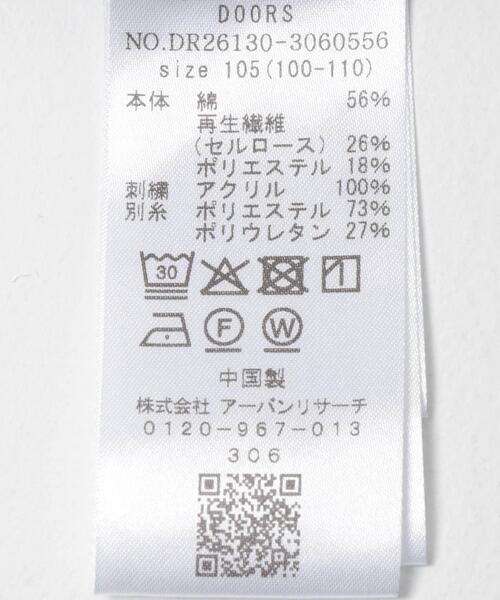 DOORS
NO.DR26130-3060556
size 105(100-110)
本体 綿 56%
再生繊維
(セルロース) 26%
ポリエステル 18%
刺繍 アクリル 100%
別糸 ポリエステル 73%
ポリウレタン 27%
30
F W
中国製
株式会社 アーバンリサーチ
0120-967-013
306